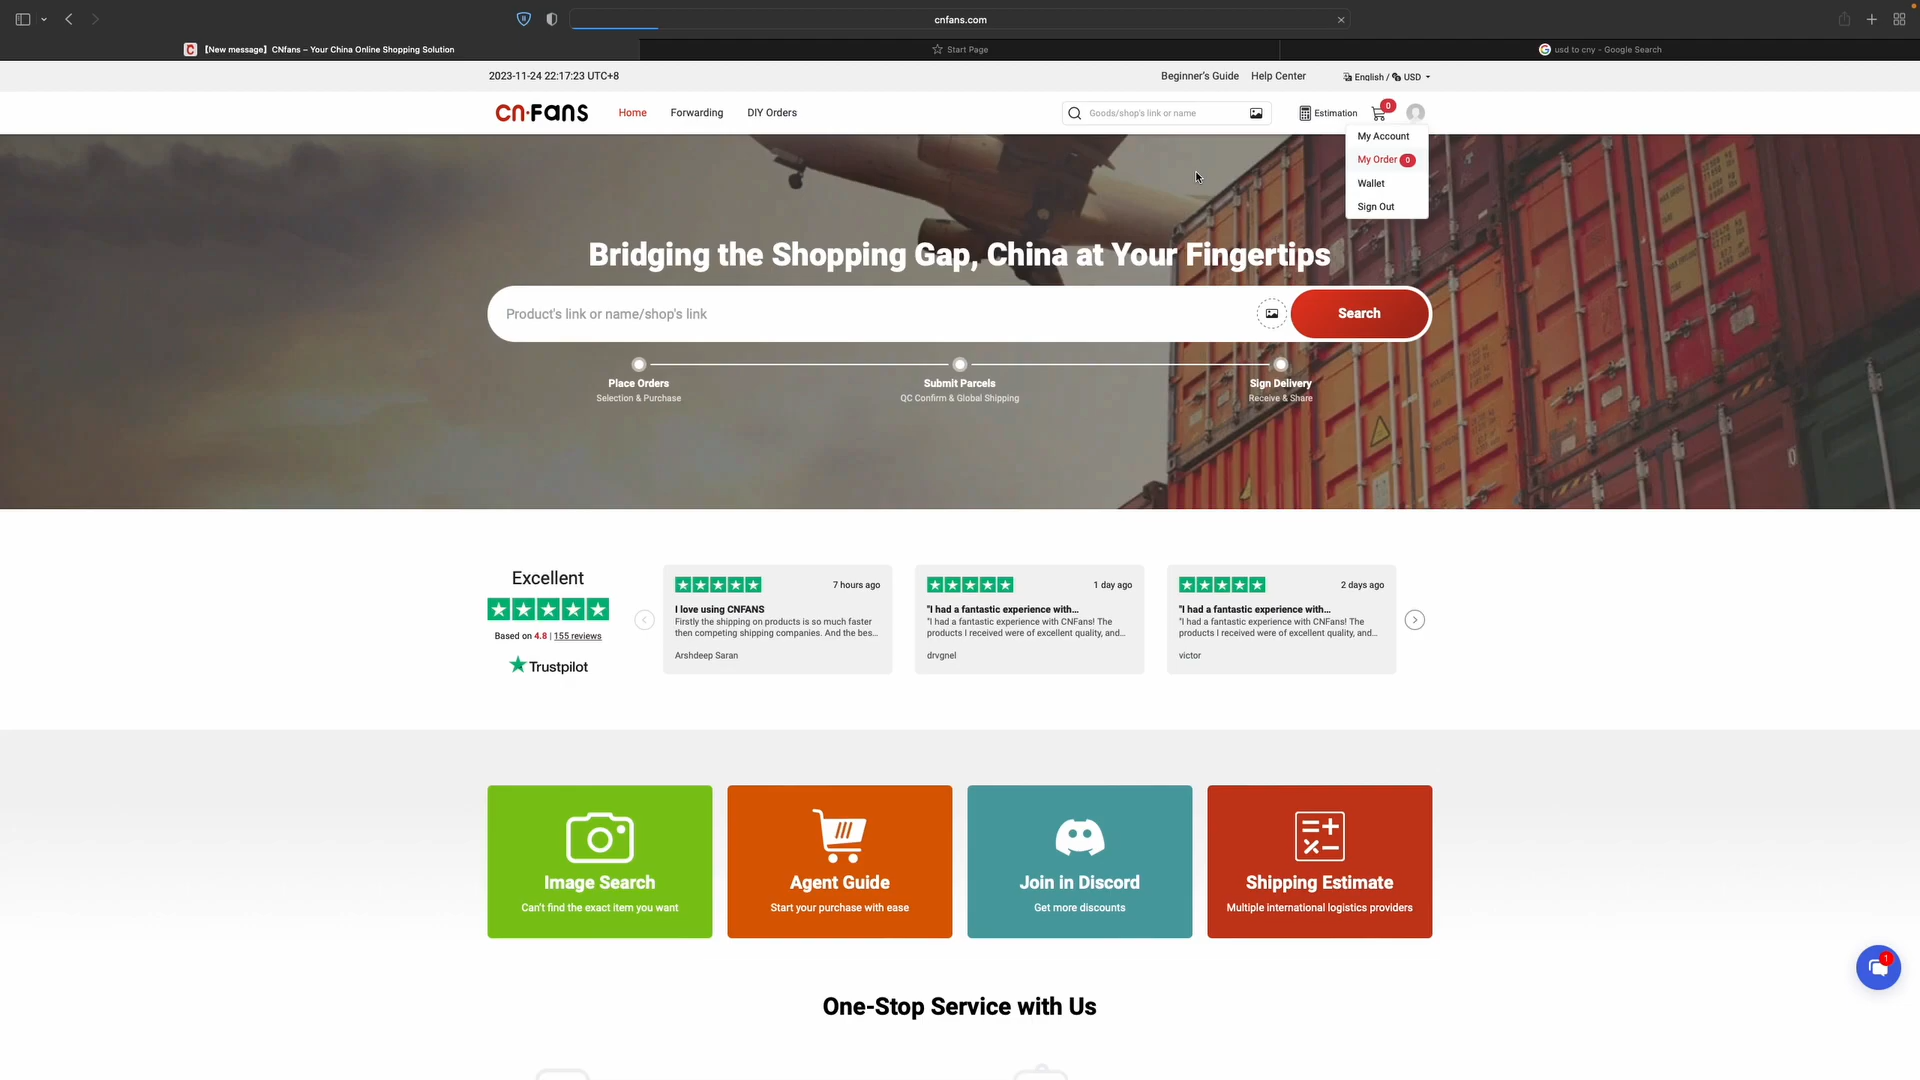 cnfans.com
【New message】CNfans – Your China Online Shopping Solution
Start Page
usd to cny - Google Search
2023-11-24 22:17:23 UTC+8
Beginner's Guide
Help Center
English / USD
CN·FANS
Home
Forwarding
DIY Orders
Goods/shop's link or name
Estimation
0
My Account
My Order 0
Wallet
Sign Out
Bridging the Shopping Gap, China at Your Fingertips
Product's link or name/shop's link
Search
Place Orders
Selection & Purchase
Submit Parcels
QC Confirm & Global Shipping
Sign Delivery
Receive & Share
Excellent
Based on 4.8 | 155 reviews
Trustpilot
7 hours ago
I love using CNFANS
Firstly the shipping on products is so much faster
then competing shipping companies. And the bes...
Arshdeep Saran
1 day ago
"I had a fantastic experience with...
"I had a fantastic experience with CNFans! The
products I received were of excellent quality, and...
drvgnel
2 days ago
"I had a fantastic experience with...
"I had a fantastic experience with CNFans! The
products I received were of excellent quality, and...
victor
Image Search
Can't find the exact item you want
Agent Guide
Start your purchase with ease
Join in Discord
Get more discounts
Shipping Estimate
Multiple international logistics providers
1
One-Stop Service with Us